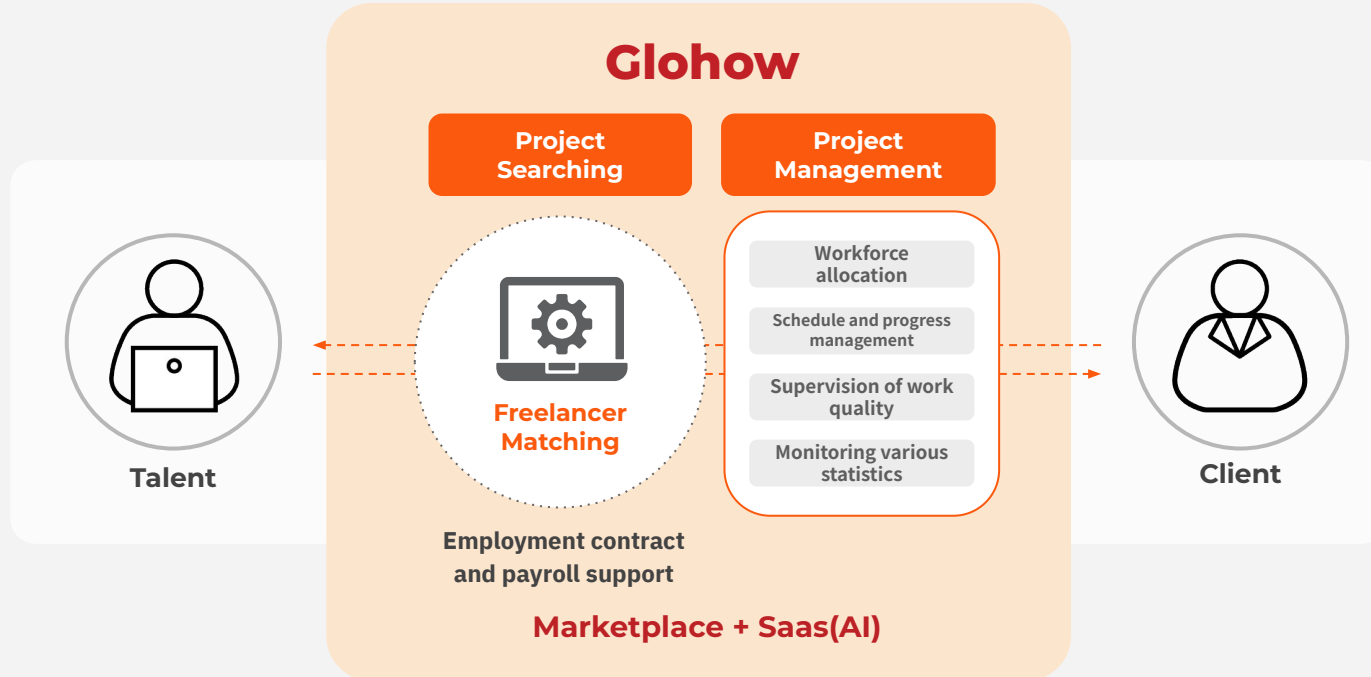 Glohow
Project
Searching
Project
Management
Freelancer
Matching
Workforce
allocation
Schedule and progress
management
Supervision of work
quality
Monitoring various
statistics
Talent
Client
Employment contract
and payroll support
Marketplace + Saas(AI)